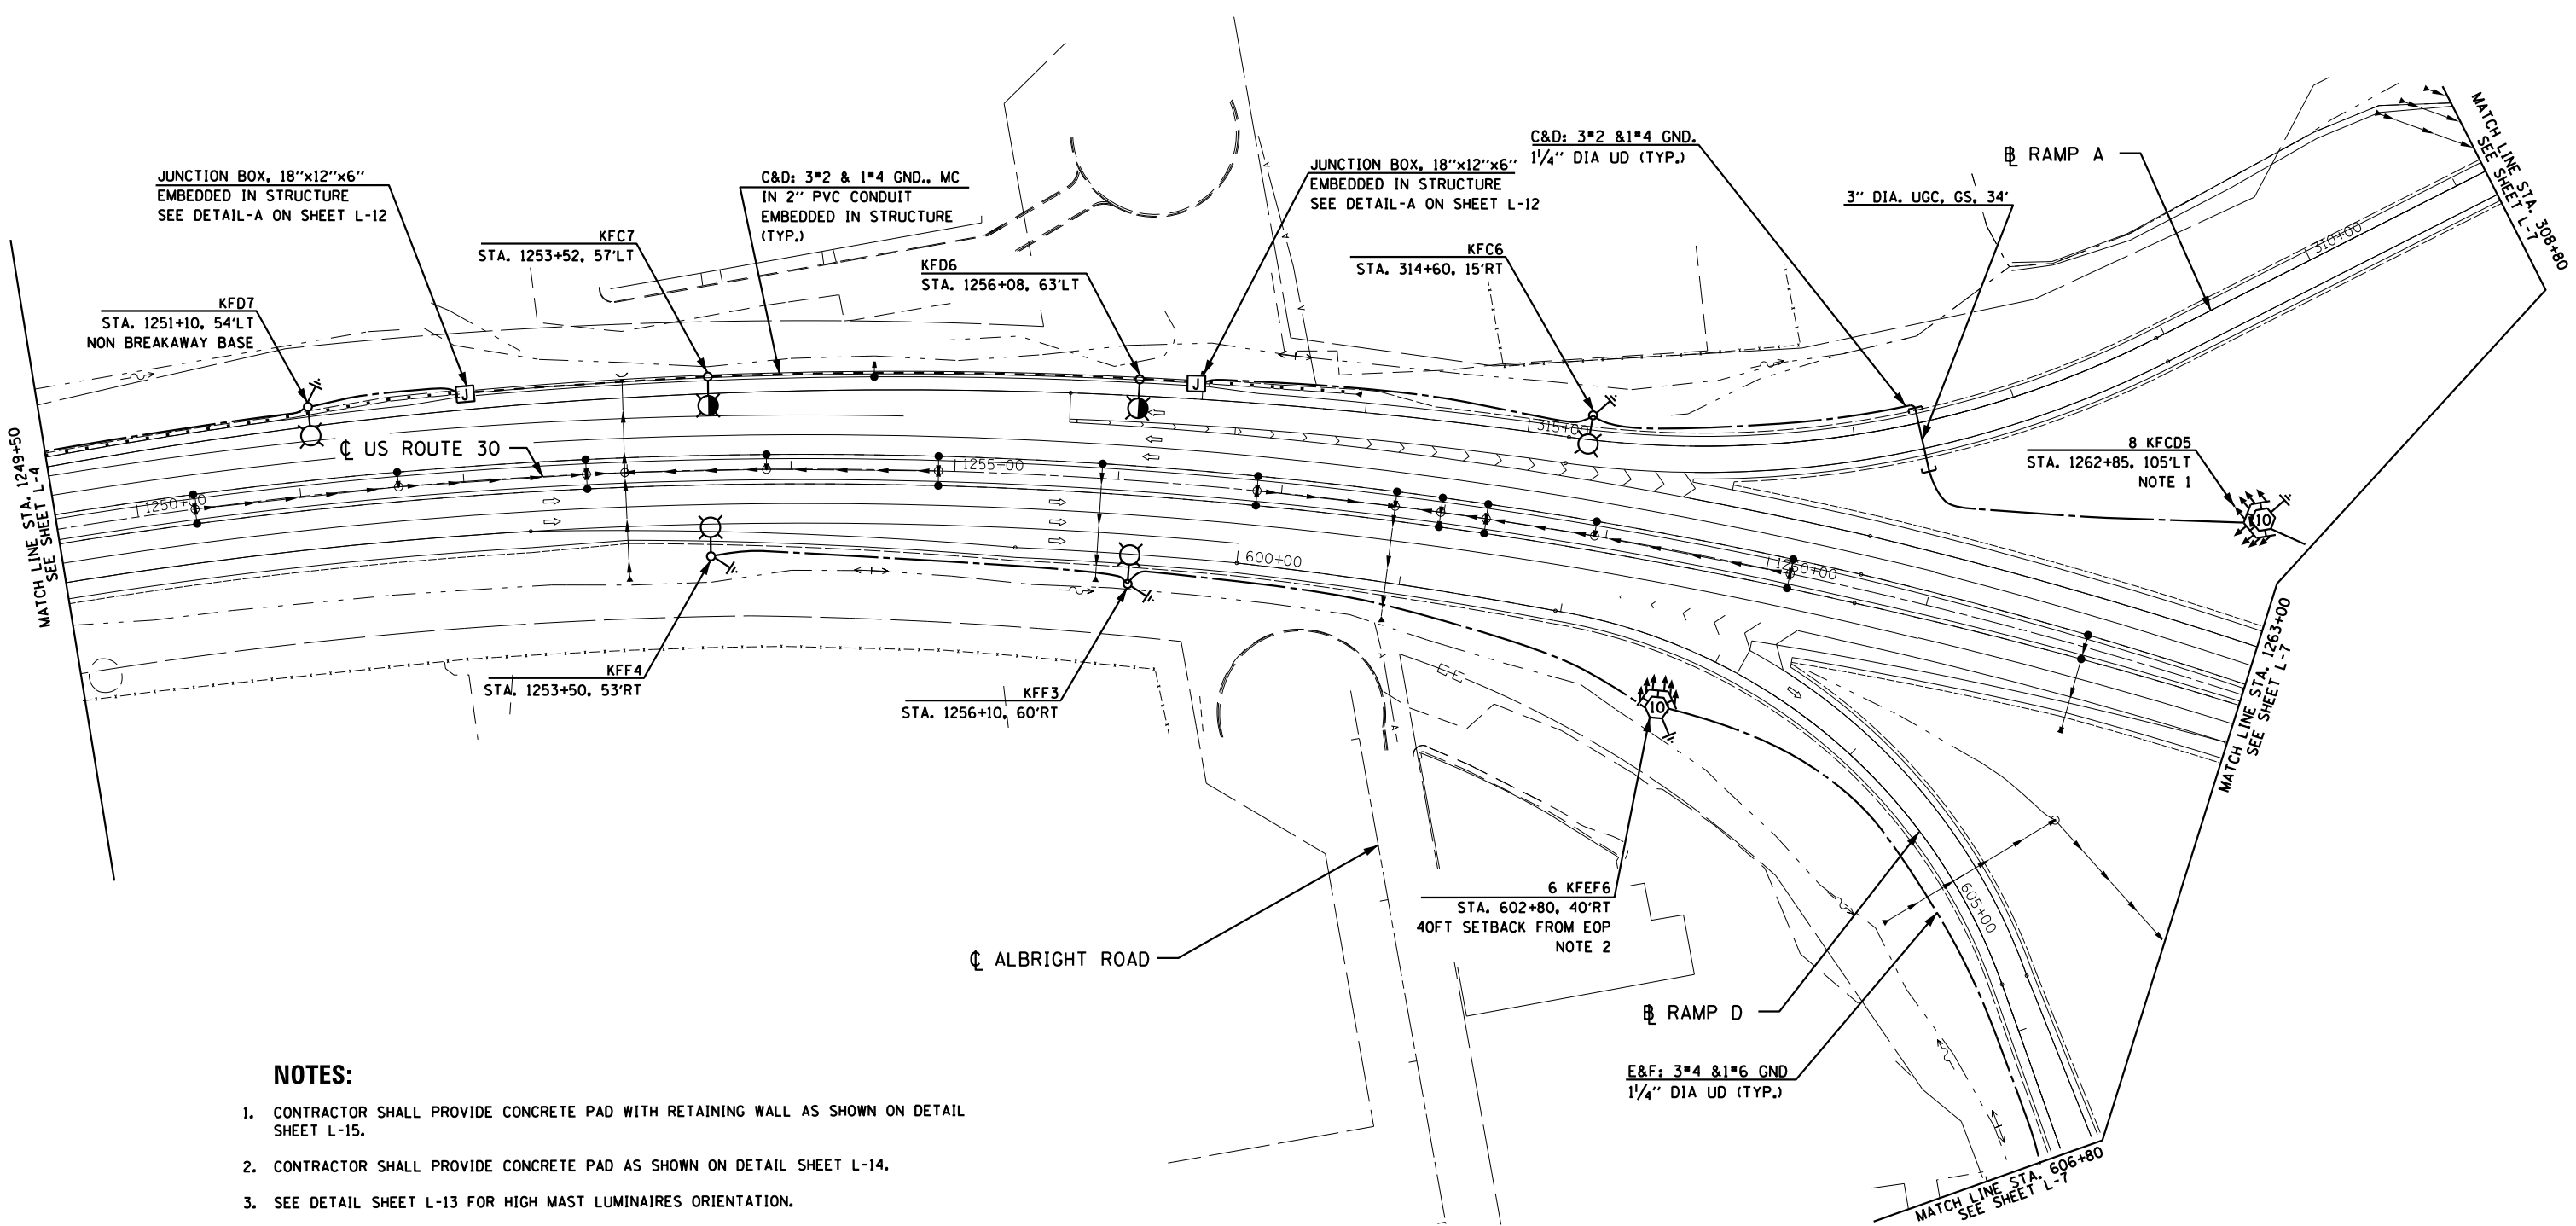 JUNCTION BOX, 18"x12"x6"
EMBEDDED IN STRUCTURE
SEE DETAIL-A ON SHEET L-12
C&D: 3#2 & 1#4 GND., MC
IN 2" PVC CONDUIT
EMBEDDED IN STRUCTURE
(TYP.)
JUNCTION BOX, 18"x12"x6"
EMBEDDED IN STRUCTURE
SEE DETAIL-A ON SHEET L-12
C&D: 3#2 &1#4 GND.
1 1/4" DIA UD (TYP.)
℄ RAMP A
3" DIA. UGC, GS, 34'
MATCH LINE STA. 308+80
SEE SHEET L-7
310+00
KFC7
STA. 1253+52, 57'LT
KFD6
STA. 1256+08, 63'LT
KFC6
STA. 314+60, 15'RT
KFD7
STA. 1251+10, 54'LT
NON BREAKAWAY BASE
J
J
A
A
A
A
315+00
8 KFCD5
STA. 1262+85, 105'LT
NOTE 1
10
MATCH LINE STA. 1249+50
SEE SHEET L-4
℄ US ROUTE 30
1250+00
1255+00
1260+00
600+00
KFF4
STA. 1253+50, 53'RT
KFF3
STA. 1256+10, 60'RT
A
A
E E
10
MATCH LINE STA. 1263+00
SEE SHEET L-7
6 KFEF6
STA. 602+80, 40'RT
40FT SETBACK FROM EOP
NOTE 2
605+00
℄ ALBRIGHT ROAD
℄ RAMP D
E&F: 3#4 &1#6 GND
1 1/4" DIA UD (TYP.)
MATCH LINE STA. 606+80
SEE SHEET L-7
NOTES:
1. CONTRACTOR SHALL PROVIDE CONCRETE PAD WITH RETAINING WALL AS SHOWN ON DETAIL
SHEET L-15.
2. CONTRACTOR SHALL PROVIDE CONCRETE PAD AS SHOWN ON DETAIL SHEET L-14.
3. SEE DETAIL SHEET L-13 FOR HIGH MAST LUMINAIRES ORIENTATION.